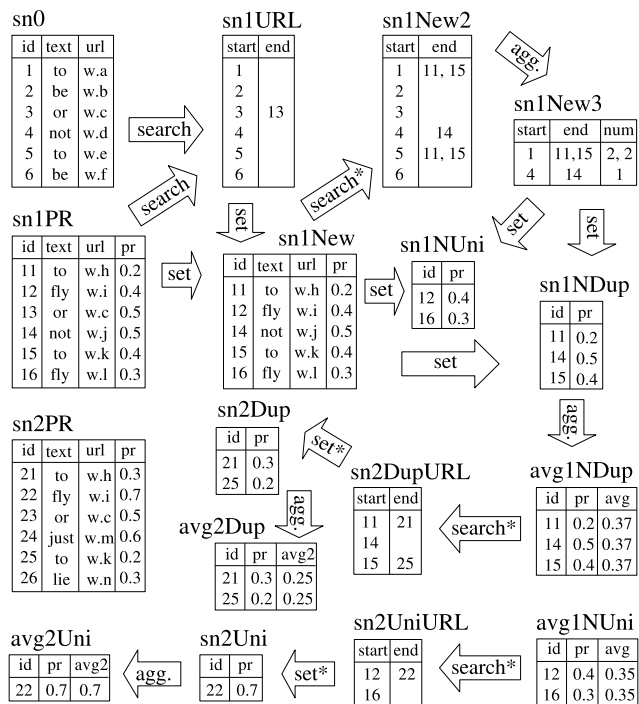 sn0
id text url
1 to w.a
2 be w.b
3 or w.c
4 not w.d
5 to w.e
6 be w.f
search
sn1URL
start end
1
2
3 13
4
5
6
sn1New2
start end
1 11, 15
2
3
4 14
5 11, 15
6
agg.
sn1New3
start end num
1 11,15 2, 2
4 14 1
search
search*
set
set
set
sn1PR
id text url pr
11 to w.h 0.2
12 fly w.i 0.4
13 or w.c 0.5
14 not w.j 0.5
15 to w.k 0.4
16 fly w.l 0.3
set
sn1New
id text url pr
11 to w.h 0.2
12 fly w.i 0.4
14 not w.j 0.5
15 to w.k 0.4
16 fly w.l 0.3
set
sn1NUni
id pr
12 0.4
16 0.3
set
sn1NDup
id pr
11 0.2
14 0.5
15 0.4
agg.
sn2PR
id text url pr
21 to w.h 0.3
22 fly w.i 0.7
23 or w.c 0.5
24 just w.m 0.6
25 to w.k 0.2
26 lie w.n 0.3
sn2Dup
id pr
21 0.3
25 0.2
set*
agg.
sn2DupURL
start end
11 21
14
15 25
search*
avg1NDup
id pr avg
11 0.2 0.37
14 0.5 0.37
15 0.4 0.37
avg2Dup
id pr avg2
21 0.3 0.25
25 0.2 0.25
avg2Uni
id pr avg2
22 0.7 0.7
agg.
sn2Uni
id pr
22 0.7
set*
sn2UniURL
start end
12 22
16
search*
avg1NUni
id pr avg
12 0.4 0.35
16 0.3 0.35